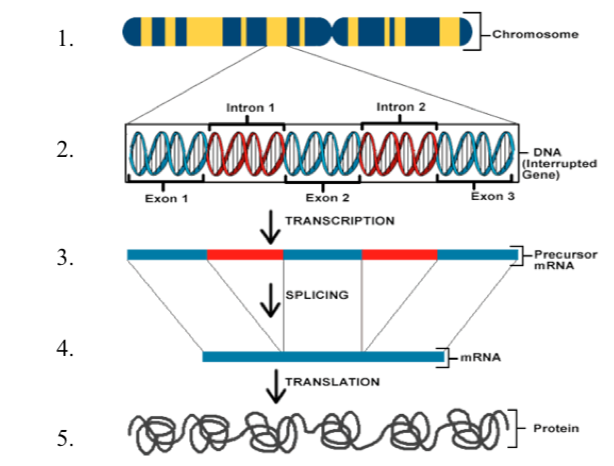 1.
Chromosome
Intron 1
Intron 2
2.
DNA
(Interrupted
Gene)
Exon 1
Exon 2
Exon 3
TRANSCRIPTION
3.
Precursor
mRNA
SPLICING
4.
mRNA
TRANSLATION
5.
Protein